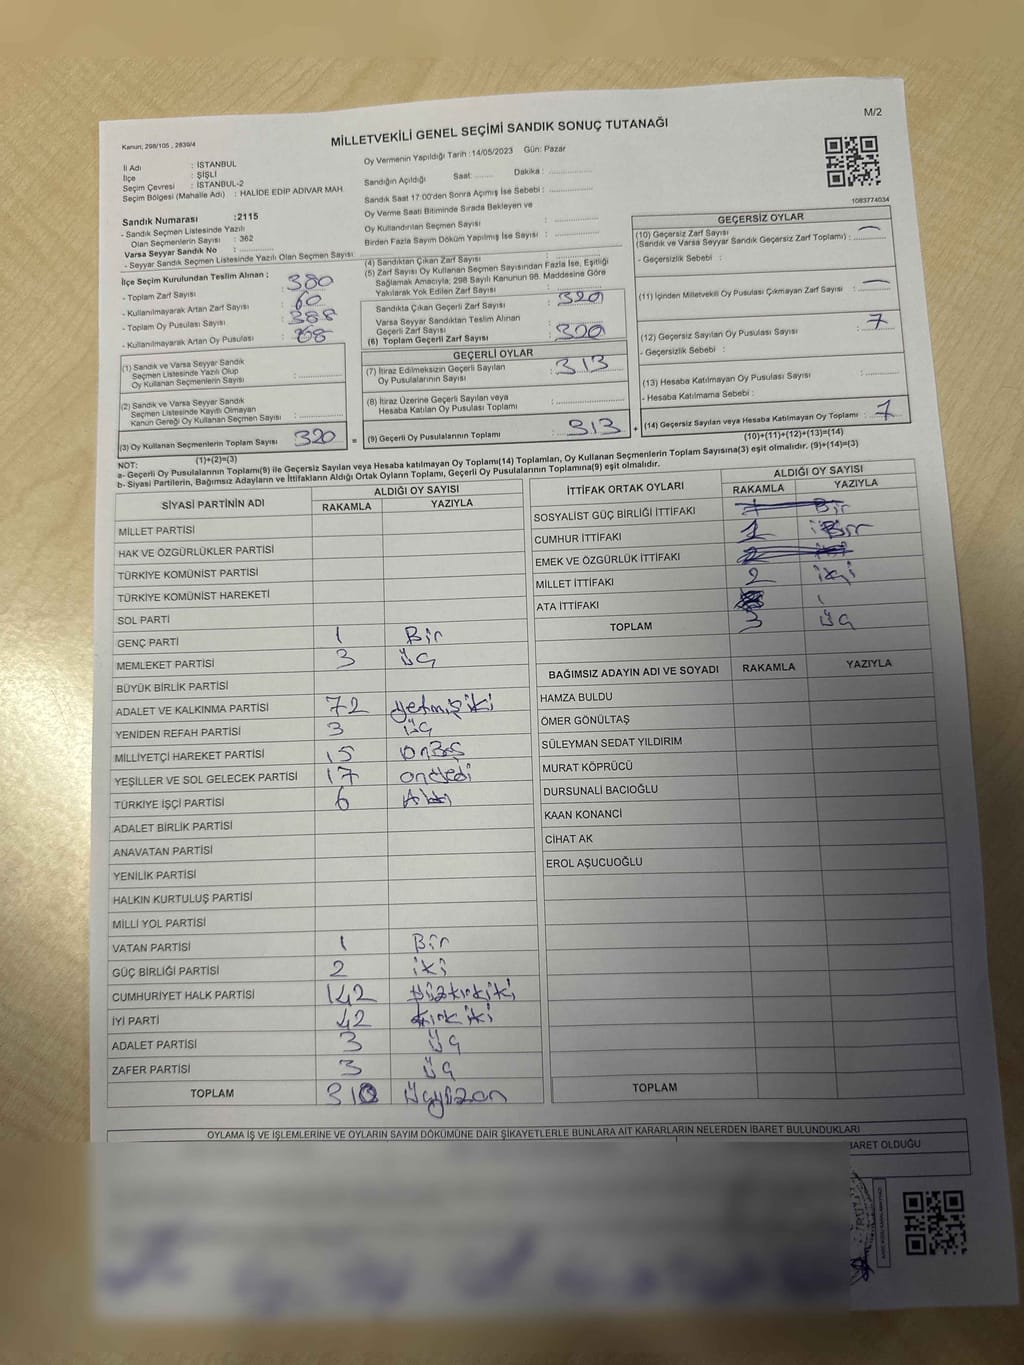 M/2
MİLLETVEKİLİ GENEL SEÇİMİ SANDIK SONUÇ TUTANAĞI
Kanun, 298/105 , 2839/4
İl Adı : İSTANBUL
İlçe : ŞİŞLİ
Seçim Çevresi : İSTANBUL-2
Seçim Bölgesi (Mahalle Adı) : HALİDE EDİP ADIVAR MAH.
Sandık Numarası : 2115
- Sandık Seçmen Listesinde Yazılı
Olan Seçmenlerin Sayısı : 362
Varsa Seyyar Sandık No : ............
- Seyyar Sandık Seçmen Listesinde Yazılı Olan Seçmen Sayısı ............
Oy Vermenin Yapıldığı Tarih : 14/05/2023 Gün: Pazar
Sandığın Açıldığı Saat: ........ Dakika : ............
Sandık Saat 17 00'den Sonra Açımış İse Sebebi : ............
Oy Verme Saati Bitiminde Sırada Bekleyen ve
Oy Kullandırılan Seçmen Sayısı : ............
Birden Fazla Sayım Döküm Yapılmış İse Sayısı : ............
1083774034
İlçe Seçim Kurulundan Teslim Alınan :
- Toplam Zarf Sayısı : 380
- Kullanılmayarak Artan Zarf Sayısı : 60
- Toplam Oy Pusulası Sayısı : 388
- Kullanılmayarak Artan Oy Pusulası : 68
(1) Sandık ve Varsa Seyyar Sandık
Seçmen Listesinde Yazılı Olup
Oy Kullanan Seçmenlerin Sayısı : ............
(2) Sandık ve Varsa Seyyar Sandık
Seçmen Listesinde Kayıtlı Olmayan
Kanun Gereği Oy Kullanan Seçmen Sayısı : ............
(3) Oy Kullanan Seçmenlerin Toplam Sayısı 320 =
(1)+(2)=(3)
(4) Sandıktan Çıkan Zarf Sayısı : ............
(5) Zarf Sayısı Oy Kullanan Seçmen Sayısından Fazla İse, Eşitliği
Sağlamak Amacıyla, 298 Sayılı Kanunun 98. Maddesine Göre
Yakılarak Yok Edilen Zarf Sayısı : ............
Sandıkta Çıkan Geçerli Zarf Sayısı : 320
Varsa Seyyar Sandıktan Teslim Alınan
Geçerli Zarf Sayısı : ............
(6) Toplam Geçerli Zarf Sayısı : 320
GEÇERLİ OYLAR
(7) İtiraz Edilmeksizin Geçerli Sayılan
Oy Pusulalarının Sayısı : 313
(8) İtiraz Üzerine Geçerli Sayılan veya
Hesaba Katılan Oy Pusulası Toplamı : ............
(9) Geçerli Oy Pusulalarının Toplamı : 313 +
GEÇERSİZ OYLAR
(10) Geçersiz Zarf Sayısı
(Sandık ve Varsa Seyyar Sandık Geçersiz Zarf Toplamı) : —
- Geçersizlik Sebebi :
(11) İçinden Milletvekili Oy Pusulası Çıkmayan Zarf Sayısı : —
(12) Geçersiz Sayılan Oy Pusulası Sayısı : 7
- Geçersizlik Sebebi :
(13) Hesaba Katılmayan Oy Pusulası Sayısı : ............
- Hesaba Katılmama Sebebi :
(14) Geçersiz Sayılan veya Hesaba Katılmayan Oy Toplamı : 7
(10)+(11)+(12)+(13)=(14)
NOT:
a- Geçerli Oy Pusulalarının Toplamı(9) ile Geçersiz Sayılan veya Hesaba katılmayan Oy Toplamı(14) Toplamları, Oy Kullanan Seçmenlerin Toplam Sayısına(3) eşit olmalıdır. (9)+(14)=(3)
b- Siyasi Partilerin, Bağımsız Adayların ve İttifakların Aldığı Ortak Oyların Toplamı, Geçerli Oy Pusulalarının Toplamına(9) eşit olmalıdır.
SİYASİ PARTİNİN ADI ALDIĞI OY SAYISI
RAKAMLA YAZIYLA
MİLLET PARTİSİ
HAK VE ÖZGÜRLÜKLER PARTİSİ
TÜRKİYE KOMÜNİST PARTİSİ
TÜRKİYE KOMÜNİST HAREKETİ
SOL PARTİ
GENÇ PARTİ 1 Bir
MEMLEKET PARTİSİ 3 üç
BÜYÜK BİRLİK PARTİSİ
ADALET VE KALKINMA PARTİSİ 72 yetmişiki
YENİDEN REFAH PARTİSİ 3 üç
MİLLİYETÇİ HAREKET PARTİSİ 15 onBeş
YEŞİLLER VE SOL GELECEK PARTİSİ 17 onyedi
TÜRKİYE İŞÇİ PARTİSİ 6 Altı
ADALET BİRLİK PARTİSİ
ANAVATAN PARTİSİ
YENİLİK PARTİSİ
HALKIN KURTULUŞ PARTİSİ
MİLLİ YOL PARTİSİ
VATAN PARTİSİ 1 Bir
GÜÇ BİRLİĞİ PARTİSİ 2 iki
CUMHURİYET HALK PARTİSİ 142 yüzkırkiki
İYİ PARTİ 42 kırkiki
ADALET PARTİSİ 3 üç
ZAFER PARTİSİ 3 üç
TOPLAM 310 üçyüzon
İTTİFAK ORTAK OYLARI ALDIĞI OY SAYISI
RAKAMLA YAZIYLA
SOSYALİST GÜÇ BİRLİĞİ İTTİFAKI 1 Bir
CUMHUR İTTİFAKI 1 Bir
EMEK VE ÖZGÜRLÜK İTTİFAKI 2 iki
MİLLET İTTİFAKI 2 iki
ATA İTTİFAKI
TOPLAM 3 üç
BAĞIMSIZ ADAYIN ADI VE SOYADI RAKAMLA YAZIYLA
HAMZA BULDU
ÖMER GÖNÜLTAŞ
SÜLEYMAN SEDAT YILDIRIM
MURAT KÖPRÜCÜ
DURSUNALİ BACIOĞLU
KAAN KONANCİ
CİHAT AK
EROL AŞUCUOĞLU
TOPLAM
OYLAMA İŞ VE İŞLEMLERİNE VE OYLARIN SAYIM DÖKÜMÜNE DAİR ŞİKAYETLERLE BUNLARA AİT KARARLARIN NELERDEN İBARET BULUNDUKLARI
İBARET OLDUĞU